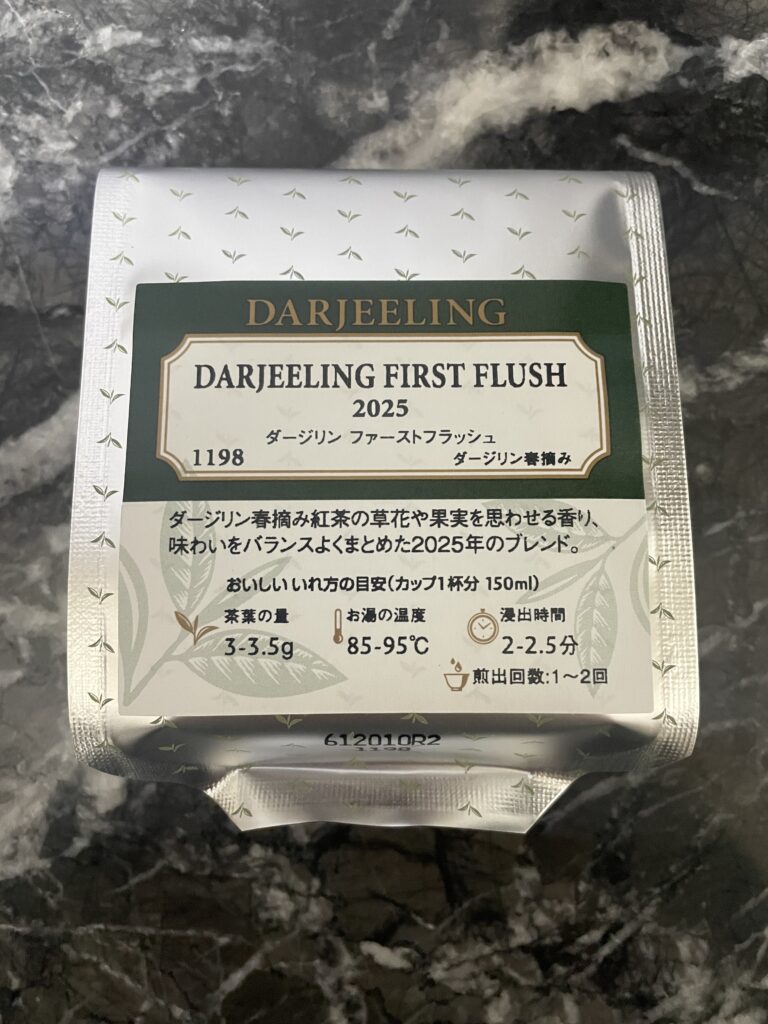 DARJEELING
DARJEELING FIRST FLUSH
2025
ダージリン ファーストフラッシュ
1198 ダージリン春摘み
ダージリン春摘み紅茶の草花や果実を思わせる香り、
味わいをバランスよくまとめた2025年のブレンド。
おいしいいれ方の目安(カップ1杯分 150ml)
茶葉の量 お湯の温度 浸出時間
3-3.5g 85-95℃ 2-2.5分
煎出回数:1〜2回
612010R2
1198